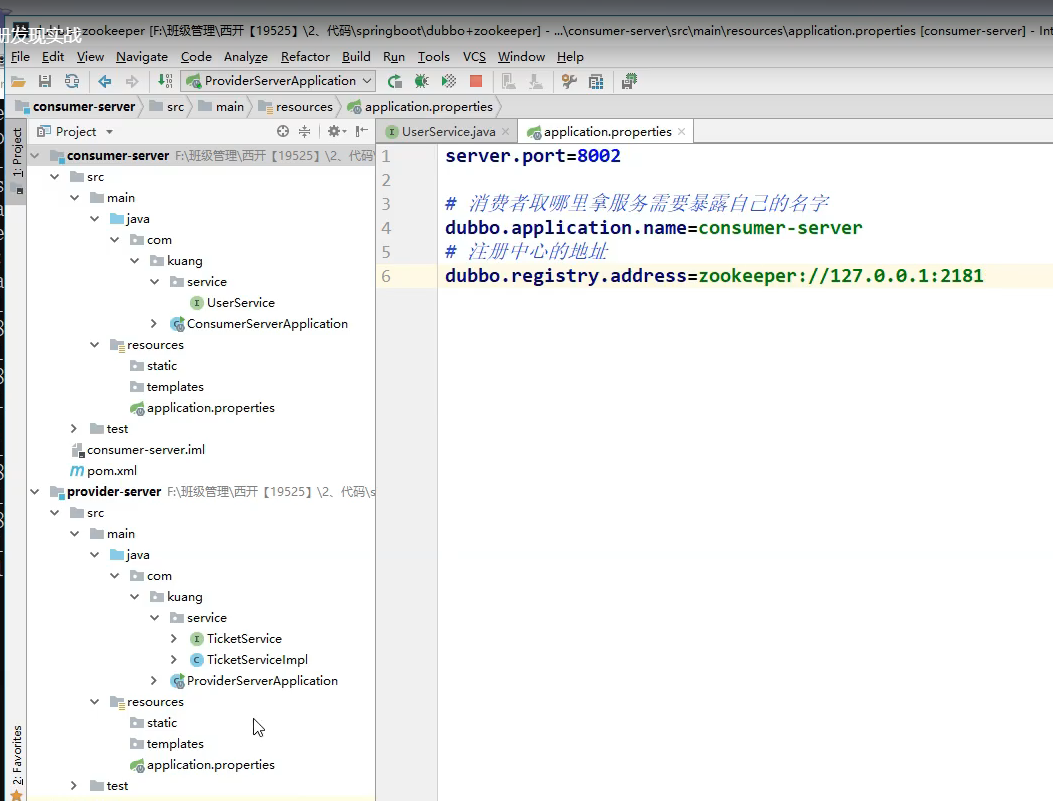 册发现实战
zookeeper [F:\班级管理\西开【19525】\2、代码\springboot\dubbo+zookeeper] - ...\consumer-server\src\main\resources\application.properties [consumer-server] - Int
File Edit View Navigate Code Analyze Refactor Build Run Tools VCS Window Help
ProviderServerApplication
consumer-server src main resources application.properties
1: Project
Project
UserService.java application.properties
consumer-server F:\班级管理\西开【19525】\2、代码\
src
main
java
com
kuang
service
UserService
ConsumerServerApplication
resources
static
templates
application.properties
test
consumer-server.iml
pom.xml
provider-server F:\班级管理\西开【19525】\2、代码\s
src
main
java
com
kuang
service
TicketService
TicketServiceImpl
ProviderServerApplication
resources
static
templates
application.properties
test
2: Favorites
1 server.port=8002
2
3 # 消费者取哪里拿服务需要暴露自己的名字
4 dubbo.application.name=consumer-server
5 # 注册中心的地址
6 dubbo.registry.address=zookeeper://127.0.0.1:2181